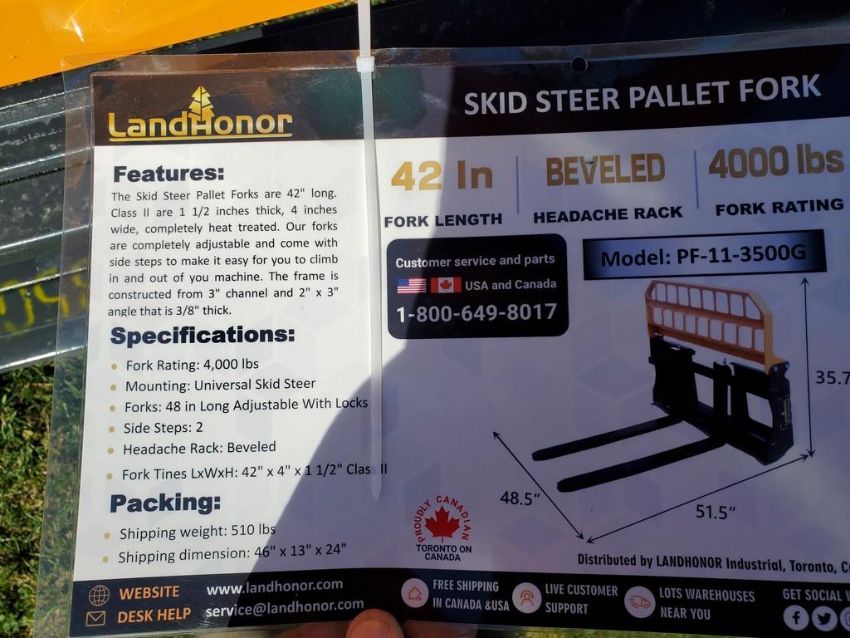 LandHonor
SKID STEER PALLET FORK
Features:
The Skid Steer Pallet Forks are 42" long.
Class II are 1 1/2 inches thick, 4 inches
wide, completely heat treated. Our forks
are completely adjustable and come with
side steps to make it easy for you to climb
in and out of you machine. The frame is
constructed from 3" channel and 2" x 3"
angle that is 3/8" thick.
Specifications:
• Fork Rating: 4,000 lbs
• Mounting: Universal Skid Steer
• Forks: 48 in Long Adjustable With Locks
• Side Steps: 2
• Headache Rack: Beveled
• Fork Tines LxWxH: 42" x 4" x 1 1/2" Class II
Packing:
• Shipping weight: 510 lbs
• Shipping dimension: 46" x 13" x 24"
42 In
FORK LENGTH
BEVELED
HEADACHE RACK
4000 lbs
FORK RATING
Customer service and parts
USA and Canada
1-800-649-8017
Model: PF-11-3500G
35.7
48.5"
51.5"
PROUDLY CANADIAN
TORONTO ON
CANADA
Distributed by LANDHONOR Industrial, Toronto,
WEBSITE www.landhonor.com
DESK HELP service@landhonor.com
FREE SHIPPING
IN CANADA &USA
LIVE CUSTOMER
SUPPORT
LOTS WAREHOUSES
NEAR YOU
GET SOCIAL